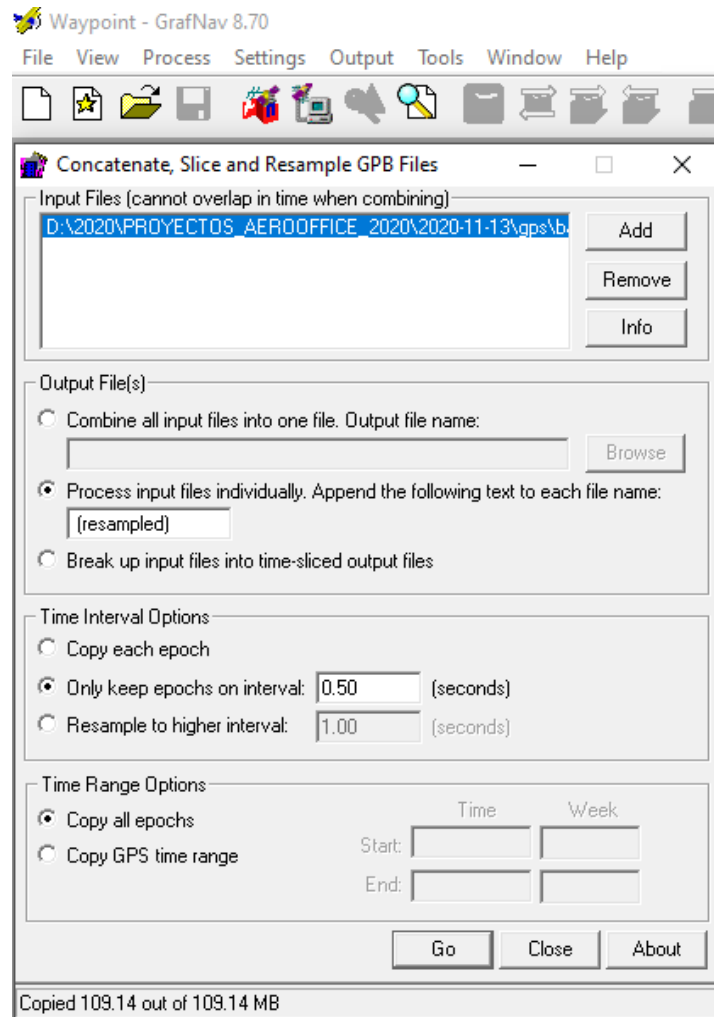 Waypoint - GrafNav 8.70
File View Process Settings Output Tools Window Help
Concatenate, Slice and Resample GPB Files
Input Files (cannot overlap in time when combining)
D:\2020\PROYECTOS_AEROOFFICE_2020\2020-11-13\gps\b
Add
Remove
Info
Output File(s)
Combine all input files into one file. Output file name:
Browse
Process input files individually. Append the following text to each file name:
(resampled)
Break up input files into time-sliced output files
Time Interval Options
Copy each epoch
Only keep epochs on interval: 0.50 (seconds)
Resample to higher interval: 1.00 (seconds)
Time Range Options
Time Week
Copy all epochs
Start:
Copy GPS time range
End:
Go Close About
Copied 109.14 out of 109.14 MB